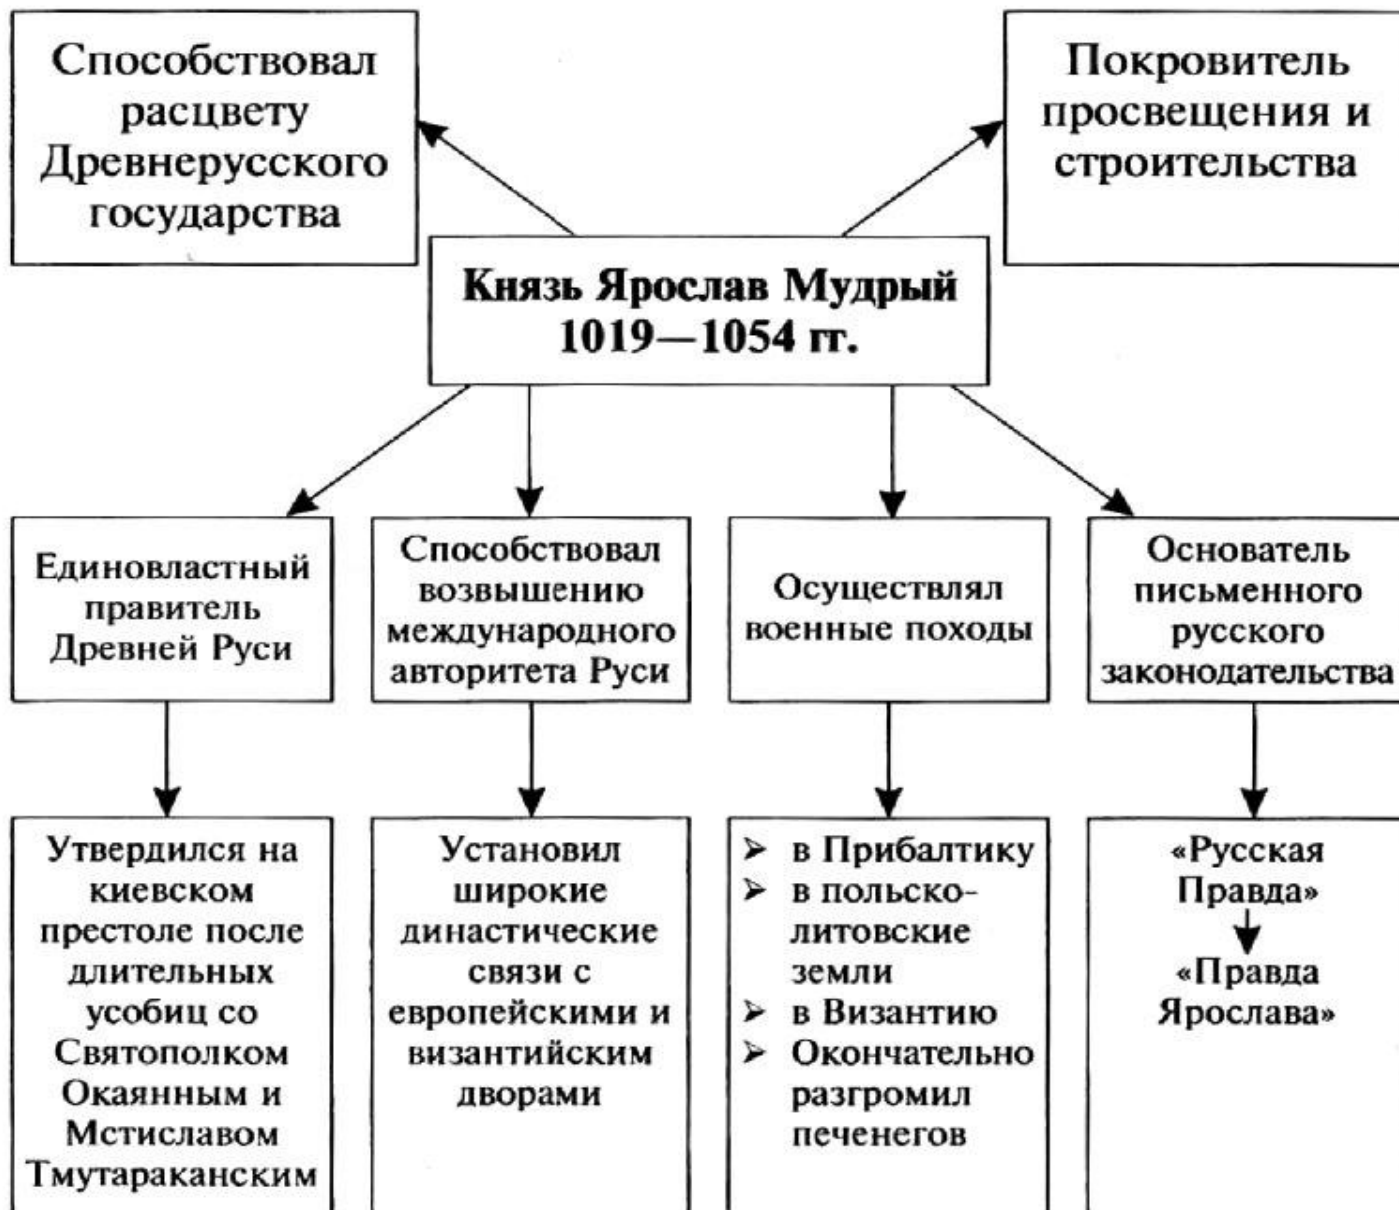 Способствовал
расцвету
Древнерусского
государства
Покровитель
просвещения и
строительства
Князь Ярослав Мудрый
1019—1054 гг.
Единовластный
правитель
Древней Руси
Способствовал
возвышению
международного
авторитета Руси
Осуществлял
военные походы
Основатель
письменного
русского
законодательства
Утвердился на
киевском
престоле после
длительных
усобиц со
Святополком
Окаянным и
Мстиславом
Тмутараканским
Установил
широкие
династические
связи с
европейскими и
византийским
дворами
➢ в Прибалтику
➢ в польско-
литовские
земли
➢ в Византию
➢ Окончательно
разгромил
печенегов
«Русская
Правда»
«Правда
Ярослава»